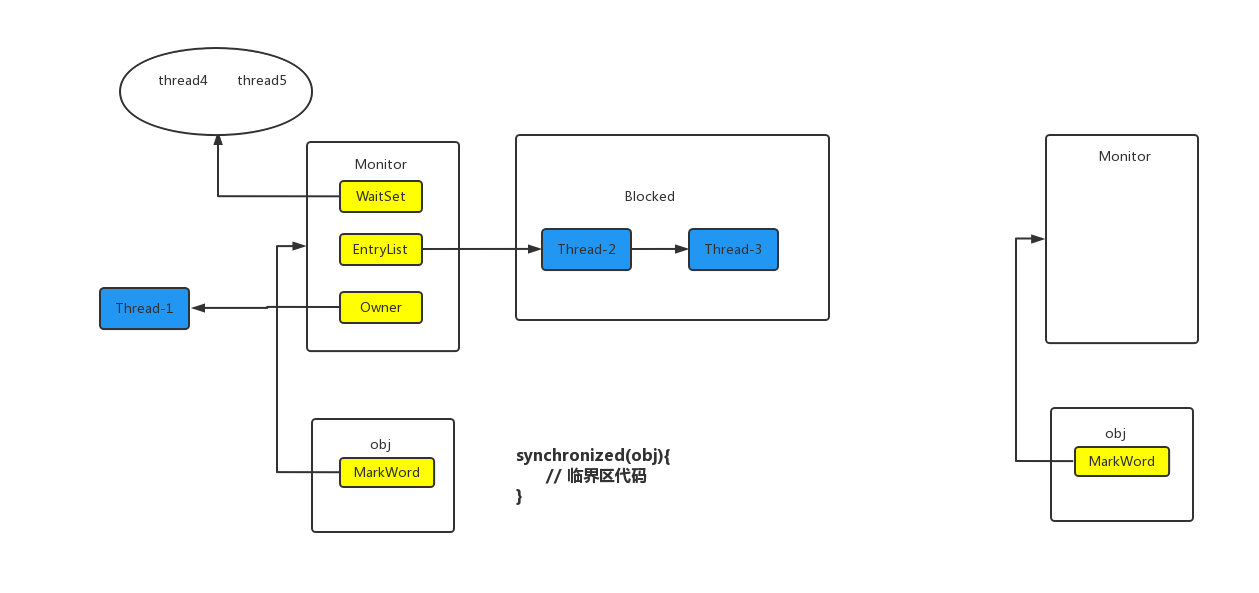 thread4 thread5
Monitor
WaitSet
EntryList
Owner
Thread-1
Blocked
Thread-2
Thread-3
obj
MarkWord
synchronized(obj){
// 临界区代码
}
Monitor
obj
MarkWord